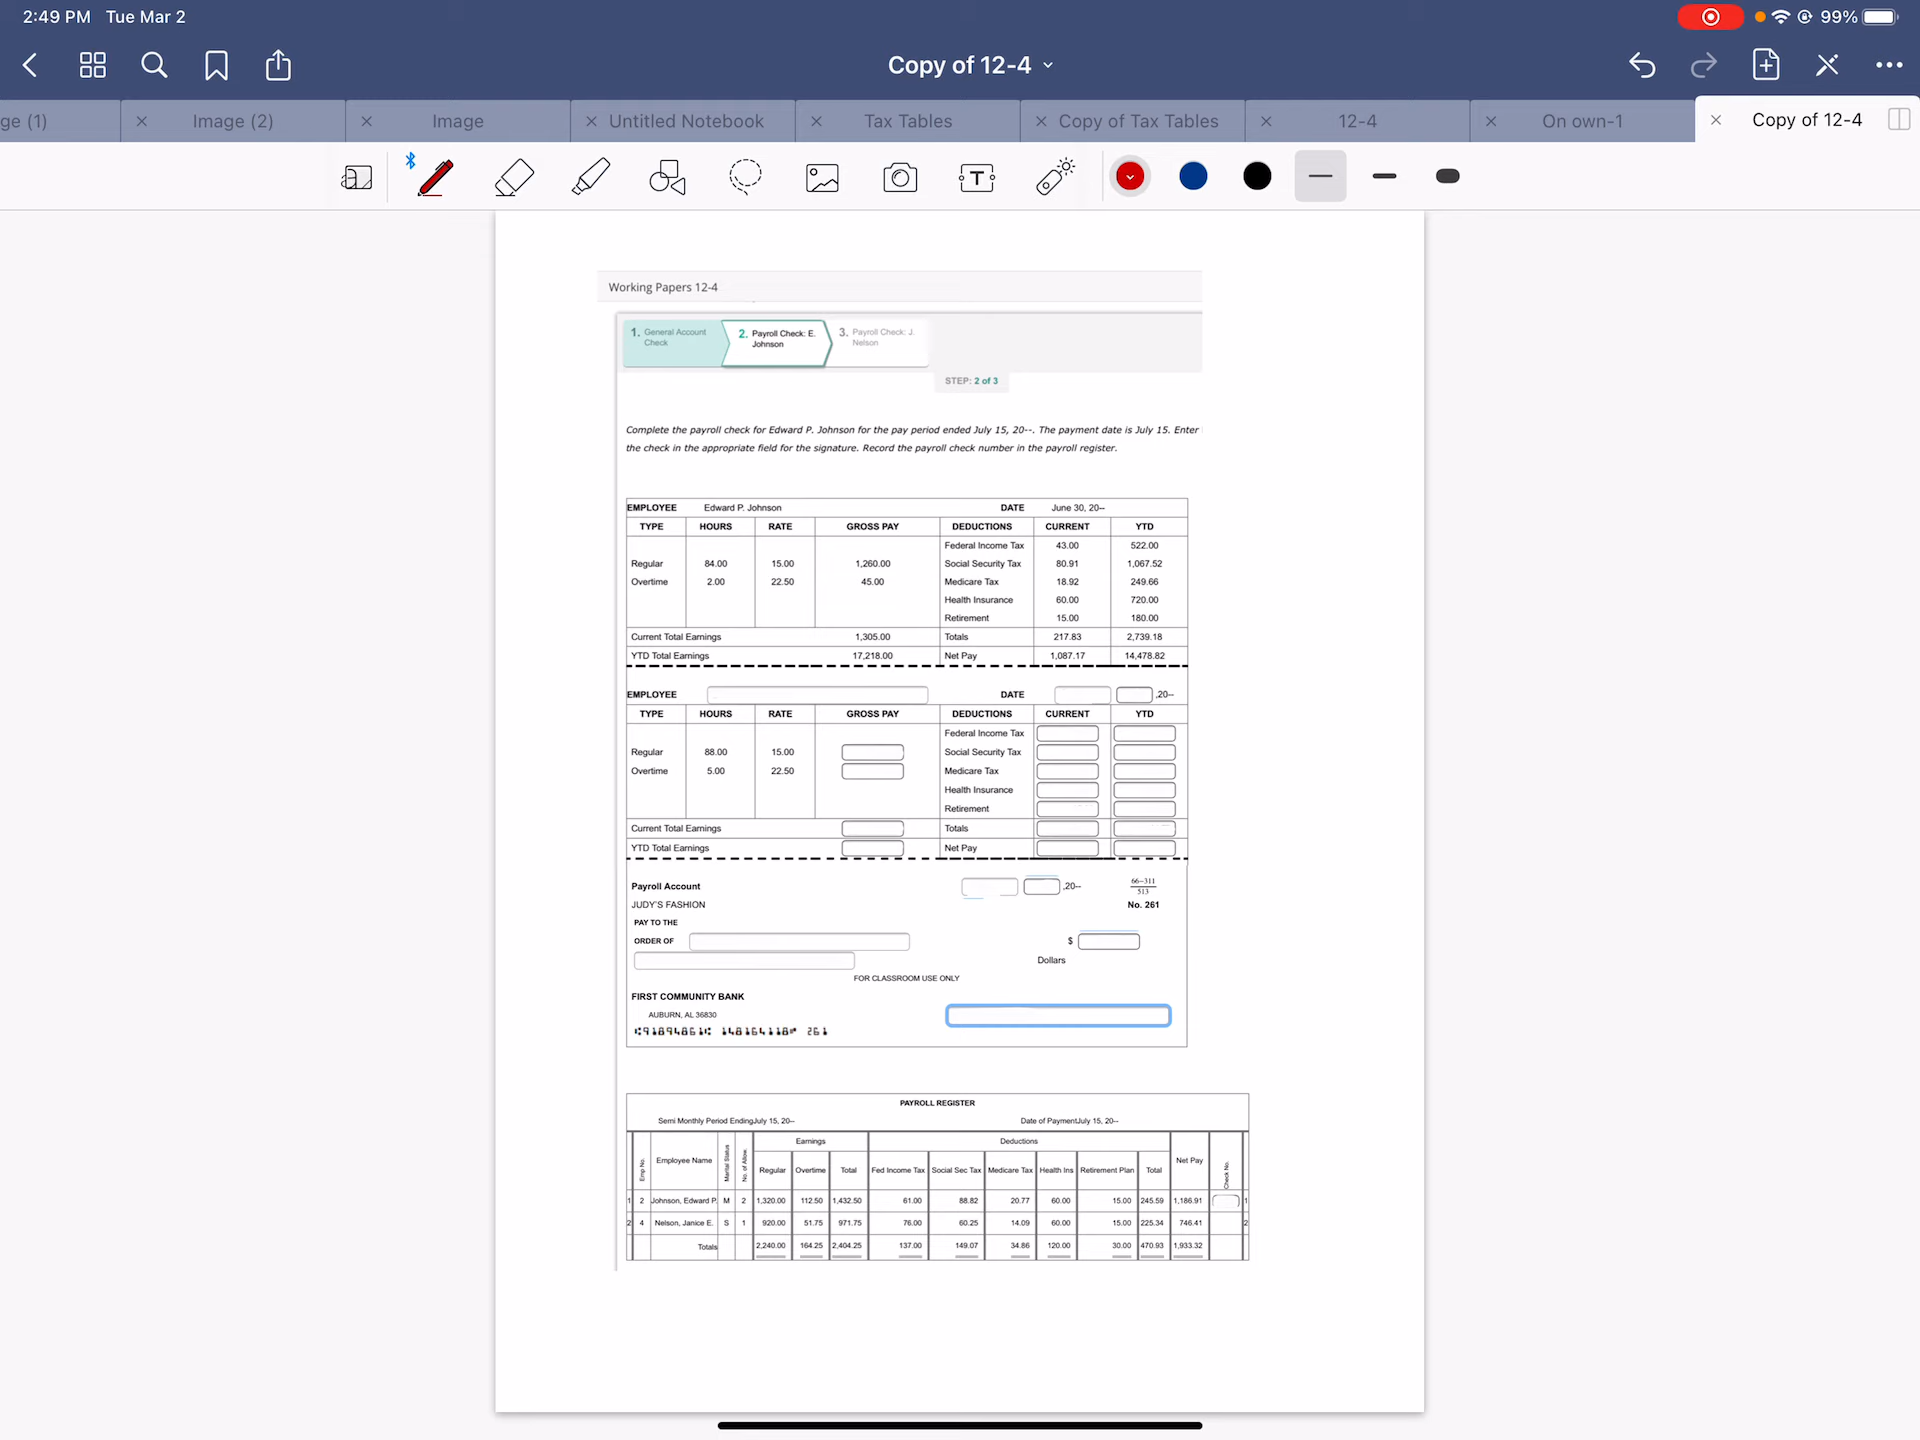 2:49 PM Tue Mar 2
99%
Copy of 12-4
ge (1)
Image (2)
Image
Untitled Notebook
Tax Tables
Copy of Tax Tables
12-4
On own-1
Copy of 12-4
Working Papers 12-4
1. General Account Check
2. Payroll Check: E. Johnson
3. Payroll Check: J. Nelson
STEP: 2 of 3
Complete the payroll check for Edward P. Johnson for the pay period ended July 15, 20--. The payment date is July 15. Enter
the check in the appropriate field for the signature. Record the payroll check number in the payroll register.
EMPLOYEE Edward P. Johnson DATE June 30, 20--
TYPE HOURS RATE GROSS PAY DEDUCTIONS CURRENT YTD
Federal Income Tax 43.00 522.00
Regular 84.00 15.00 1,260.00 Social Security Tax 80.91 1,067.52
Overtime 2.00 22.50 45.00 Medicare Tax 18.92 249.66
Health Insurance 60.00 720.00
Retirement 15.00 180.00
Current Total Earnings 1,305.00 Totals 217.83 2,739.18
YTD Total Earnings 17,218.00 Net Pay 1,087.17 14,478.82
EMPLOYEE DATE ,20--
TYPE HOURS RATE GROSS PAY DEDUCTIONS CURRENT YTD
Federal Income Tax
Regular 88.00 15.00 Social Security Tax
Overtime 5.00 22.50 Medicare Tax
Health Insurance
Retirement
Current Total Earnings Totals
YTD Total Earnings Net Pay
Payroll Account ,20-- 66-311
513
JUDY'S FASHION No. 261
PAY TO THE
ORDER OF $
Dollars
FOR CLASSROOM USE ONLY
FIRST COMMUNITY BANK
AUBURN, AL 36830
⑆918948610⑆ 148164118⑈ 261
PAYROLL REGISTER
Semi Monthly Period EndingJuly 15, 20-- Date of PaymentJuly 15, 20--
Earnings Deductions
Emp No. Employee Name Marital Status No. of Allow. Regular Overtime Total Fed Income Tax Social Sec Tax Medicare Tax Health Ins Retirement Plan Total Net Pay Check No.
1 2 Johnson, Edward P. M 2 1,320.00 112.50 1,432.50 61.00 88.82 20.77 60.00 15.00 245.59 1,186.91 1
2 4 Nelson, Janice E. S 1 920.00 51.75 971.75 76.00 60.25 14.09 60.00 15.00 225.34 746.41 2
Totals 2,240.00 164.25 2,404.25 137.00 149.07 34.86 120.00 30.00 470.93 1,933.32